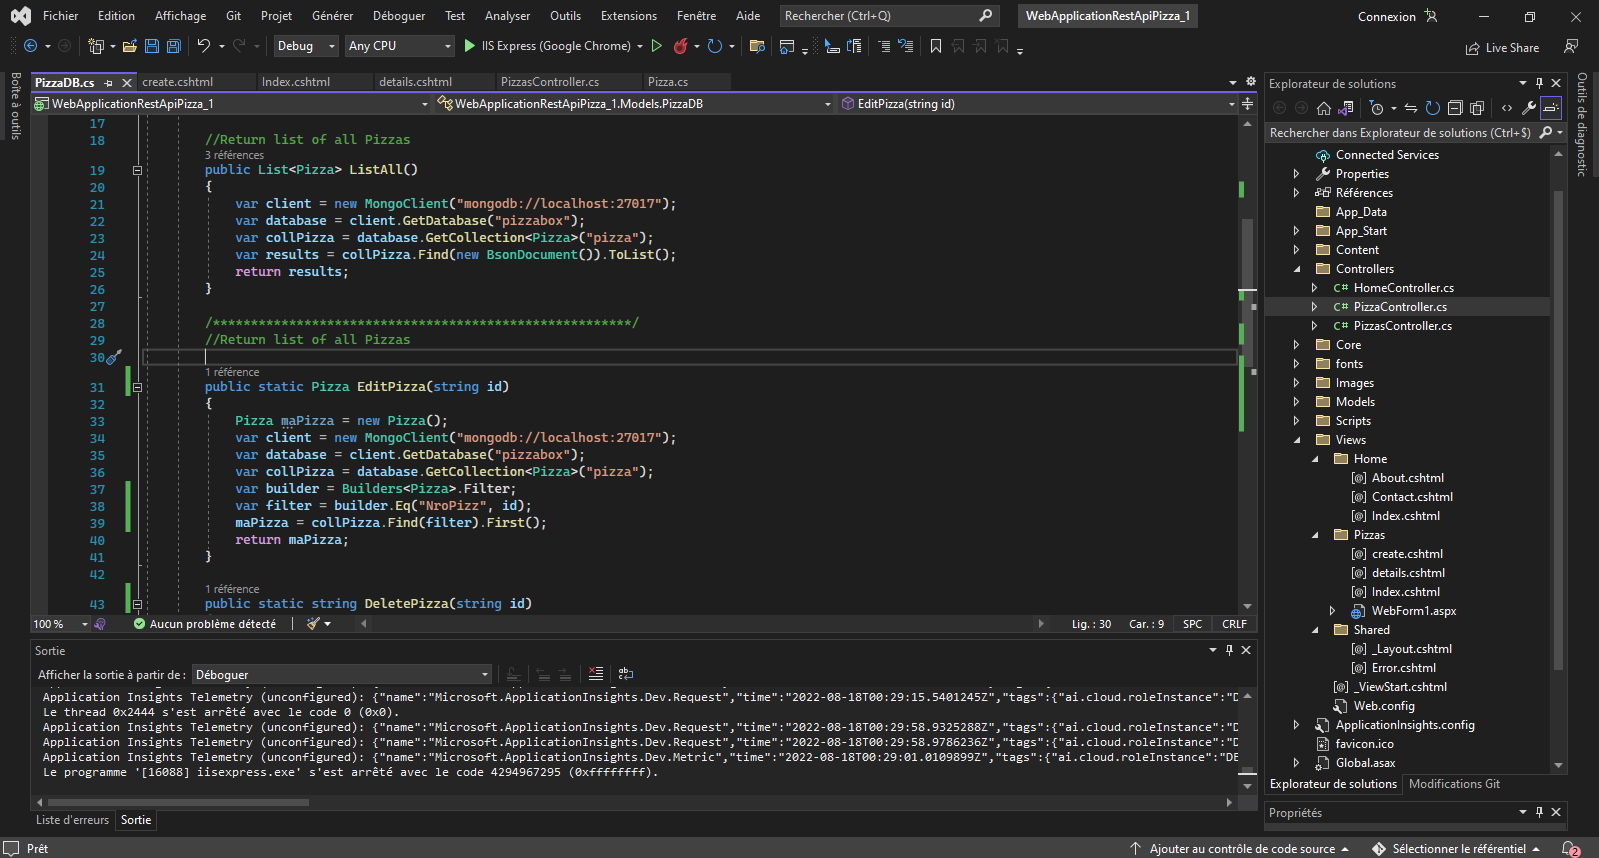 Fichier Edition Affichage Git Projet Générer Déboguer Test Analyser Outils Extensions Fenêtre Aide Rechercher (Ctrl+Q) WebApplicationRestApiPizza_1 Connexion
Debug Any CPU IIS Express (Google Chrome) Live Share
Boîte à outils
PizzaDB.cs create.cshtml Index.cshtml details.cshtml PizzasController.cs Pizza.cs
WebApplicationRestApiPizza_1 WebApplicationRestApiPizza_1.Models.PizzaDB EditPizza(string id)
17
18 //Return list of all Pizzas
3 références
19 public List<Pizza> ListAll()
20 {
21 var client = new MongoClient("mongodb://localhost:27017");
22 var database = client.GetDatabase("pizzabox");
23 var collPizza = database.GetCollection<Pizza>("pizza");
24 var results = collPizza.Find(new BsonDocument()).ToList();
25 return results;
26 }
27
28 /*******************************************************/
29 //Return list of all Pizzas
30
1 référence
31 public static Pizza EditPizza(string id)
32 {
33 Pizza maPizza = new Pizza();
34 var client = new MongoClient("mongodb://localhost:27017");
35 var database = client.GetDatabase("pizzabox");
36 var collPizza = database.GetCollection<Pizza>("pizza");
37 var builder = Builders<Pizza>.Filter;
38 var filter = builder.Eq("NroPizz", id);
39 maPizza = collPizza.Find(filter).First();
40 return maPizza;
41 }
42
1 référence
43 public static string DeletePizza(string id)
100 % Aucun problème détecté Lig. : 30 Car. : 9 SPC CRLF
Sortie
Afficher la sortie à partir de : Déboguer
Application Insights Telemetry (unconfigured): {"name":"Microsoft.ApplicationInsights.Dev.Request","time":"2022-08-18T00:29:15.5401245Z","tags":{"ai.cloud.roleInstance":"DE
Le thread 0x2444 s'est arrêté avec le code 0 (0x0).
Application Insights Telemetry (unconfigured): {"name":"Microsoft.ApplicationInsights.Dev.Request","time":"2022-08-18T00:29:58.9325288Z","tags":{"ai.cloud.roleInstance":"D
Application Insights Telemetry (unconfigured): {"name":"Microsoft.ApplicationInsights.Dev.Request","time":"2022-08-18T00:29:58.9786236Z","tags":{"ai.cloud.roleInstance":"D
Application Insights Telemetry (unconfigured): {"name":"Microsoft.ApplicationInsights.Dev.Metric","time":"2022-08-18T00:29:01.0109899Z","tags":{"ai.cloud.roleInstance":"DE
Le programme '[16088] iisexpress.exe' s'est arrêté avec le code 4294967295 (0xffffffff).
Liste d'erreurs Sortie
Explorateur de solutions
Rechercher dans Explorateur de solutions (Ctrl+$)
Connected Services
Properties
Références
App_Data
App_Start
Content
Controllers
C# HomeController.cs
C# PizzaController.cs
C# PizzasController.cs
Core
fonts
Images
Models
Scripts
Views
Home
About.cshtml
Contact.cshtml
Index.cshtml
Pizzas
create.cshtml
details.cshtml
Index.cshtml
WebForm1.aspx
Shared
_Layout.cshtml
Error.cshtml
_ViewStart.cshtml
Web.config
ApplicationInsights.config
favicon.ico
Global.asax
Explorateur de solutions Modifications Git
Propriétés
Outils de diagnostic
Prêt Ajouter au contrôle de code source Sélectionner le référentiel 2